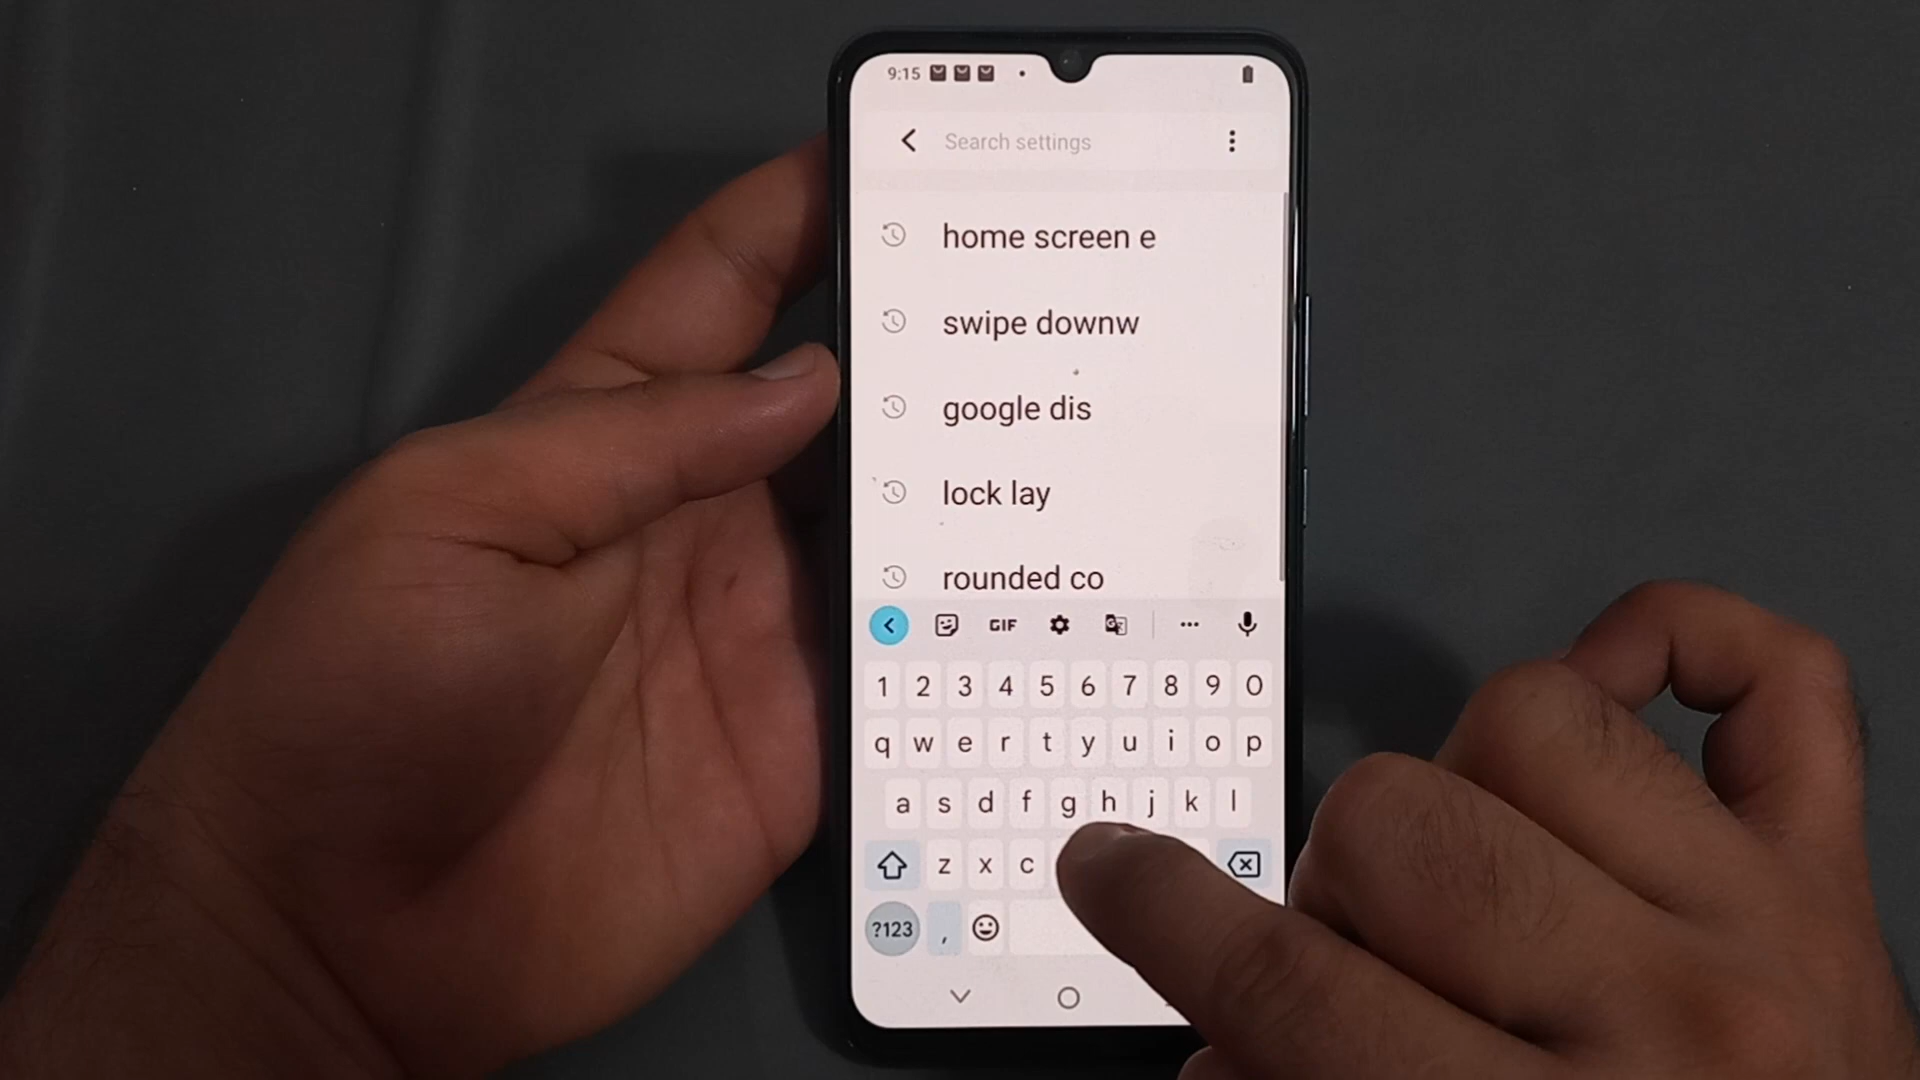 9:15
Search settings
home screen e
swipe downw
google dis
lock lay
rounded co
GIF
1 2 3 4 5 6 7 8 9 0
q w e r t y u i o p
a s d f g h j k l
z x c
?123 ,